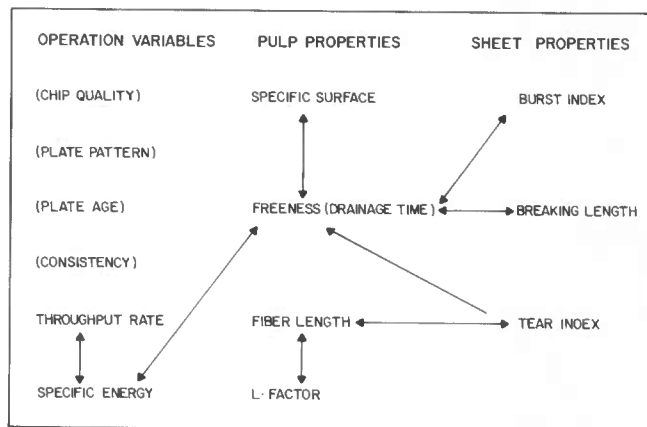 OPERATION VARIABLES PULP PROPERTIES SHEET PROPERTIES
(CHIP QUALITY) SPECIFIC SURFACE BURST INDEX
(PLATE PATTERN)
(PLATE AGE) FREENESS (DRAINAGE TIME) BREAKING LENGTH
(CONSISTENCY)
THROUGHPUT RATE FIBER LENGTH TEAR INDEX
SPECIFIC ENERGY L·FACTOR